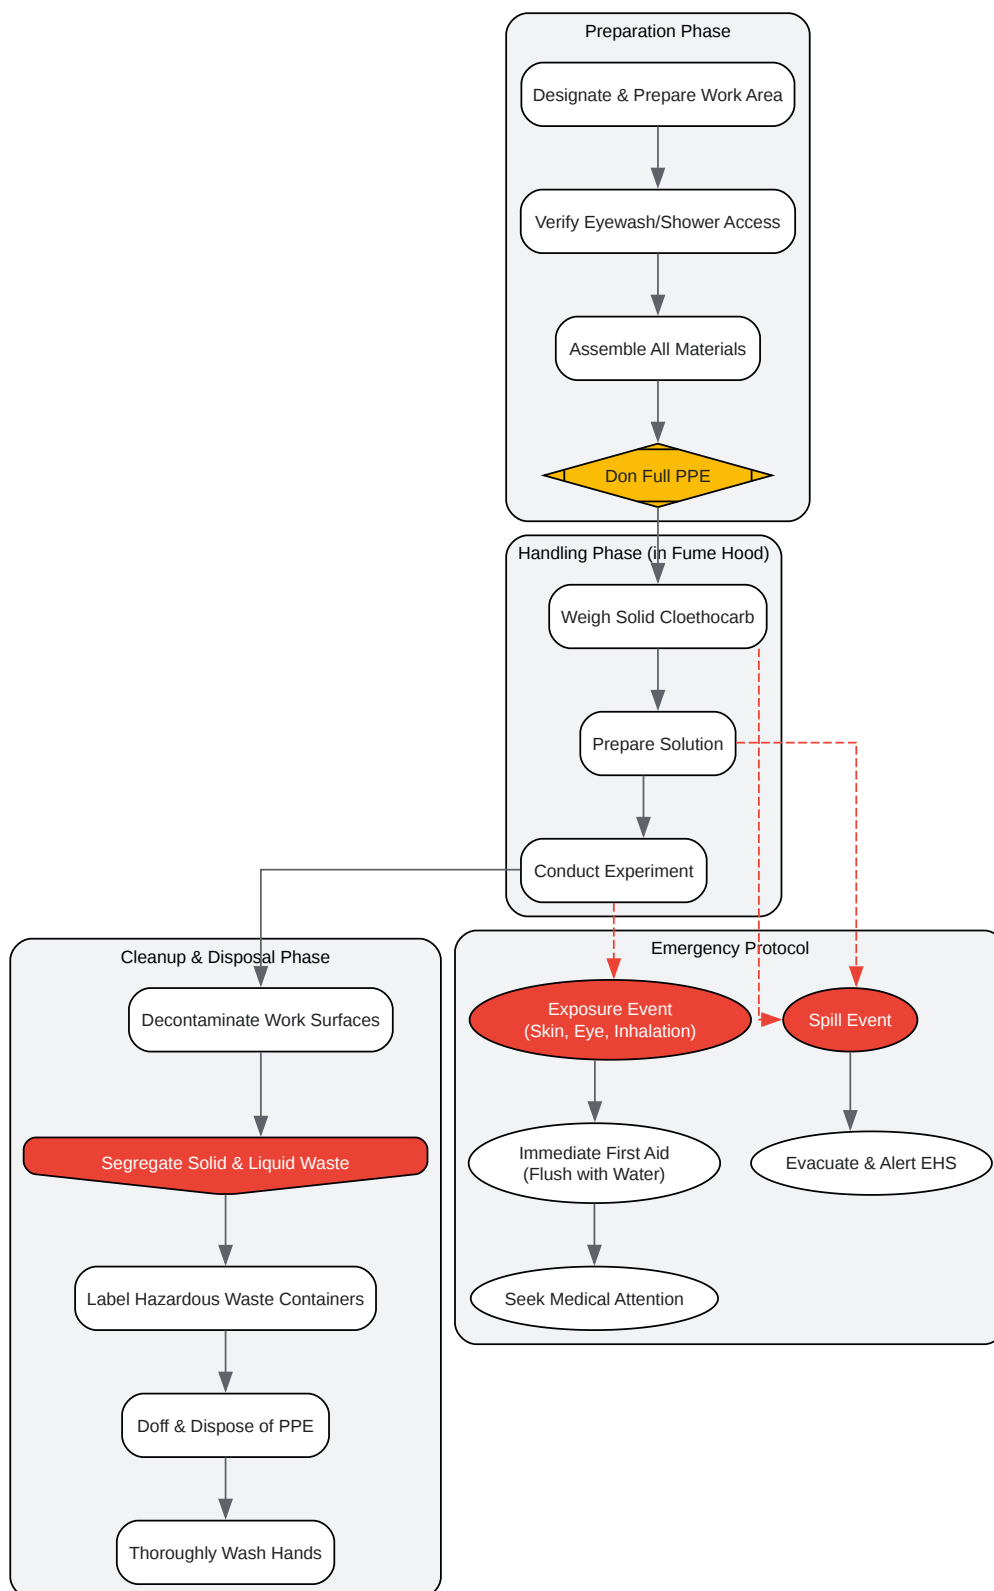 Preparation Phase
Designate & Prepare Work Area
Verify Eyewash/Shower Access
Assemble All Materials
Don Full PPE
Handling Phase (in Fume Hood)
Weigh Solid Cloethocarb
Prepare Solution
Conduct Experiment
Cleanup & Disposal Phase
Decontaminate Work Surfaces
Segregate Solid & Liquid Waste
Label Hazardous Waste Containers
Doff & Dispose of PPE
Thoroughly Wash Hands
Emergency Protocol
Exposure Event
(Skin, Eye, Inhalation)
Immediate First Aid
(Flush with Water)
Seek Medical Attention
Spill Event
Evacuate & Alert EHS